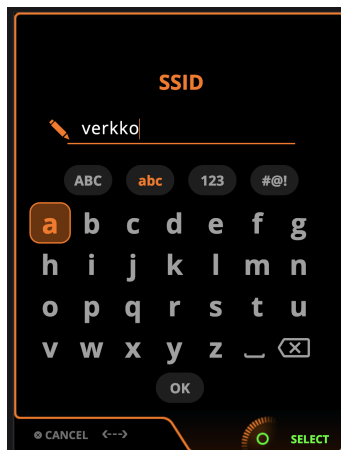 SSID
verkko
ABC abc 123 #@!
a b c d e f g
h i j k l m n
o p q r s t u
v w x y z
OK
CANCEL SELECT